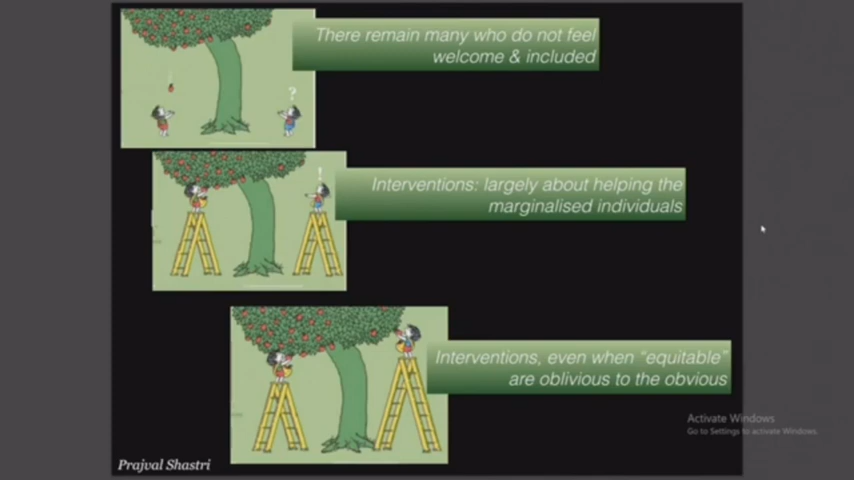 There remain many who do not feel
welcome & included
?
!
Interventions: largely about helping the
marginalised individuals
Interventions, even when "equitable"
are oblivious to the obvious
Activate Windows
Go to Settings to activate Windows.
Prajval Shastri